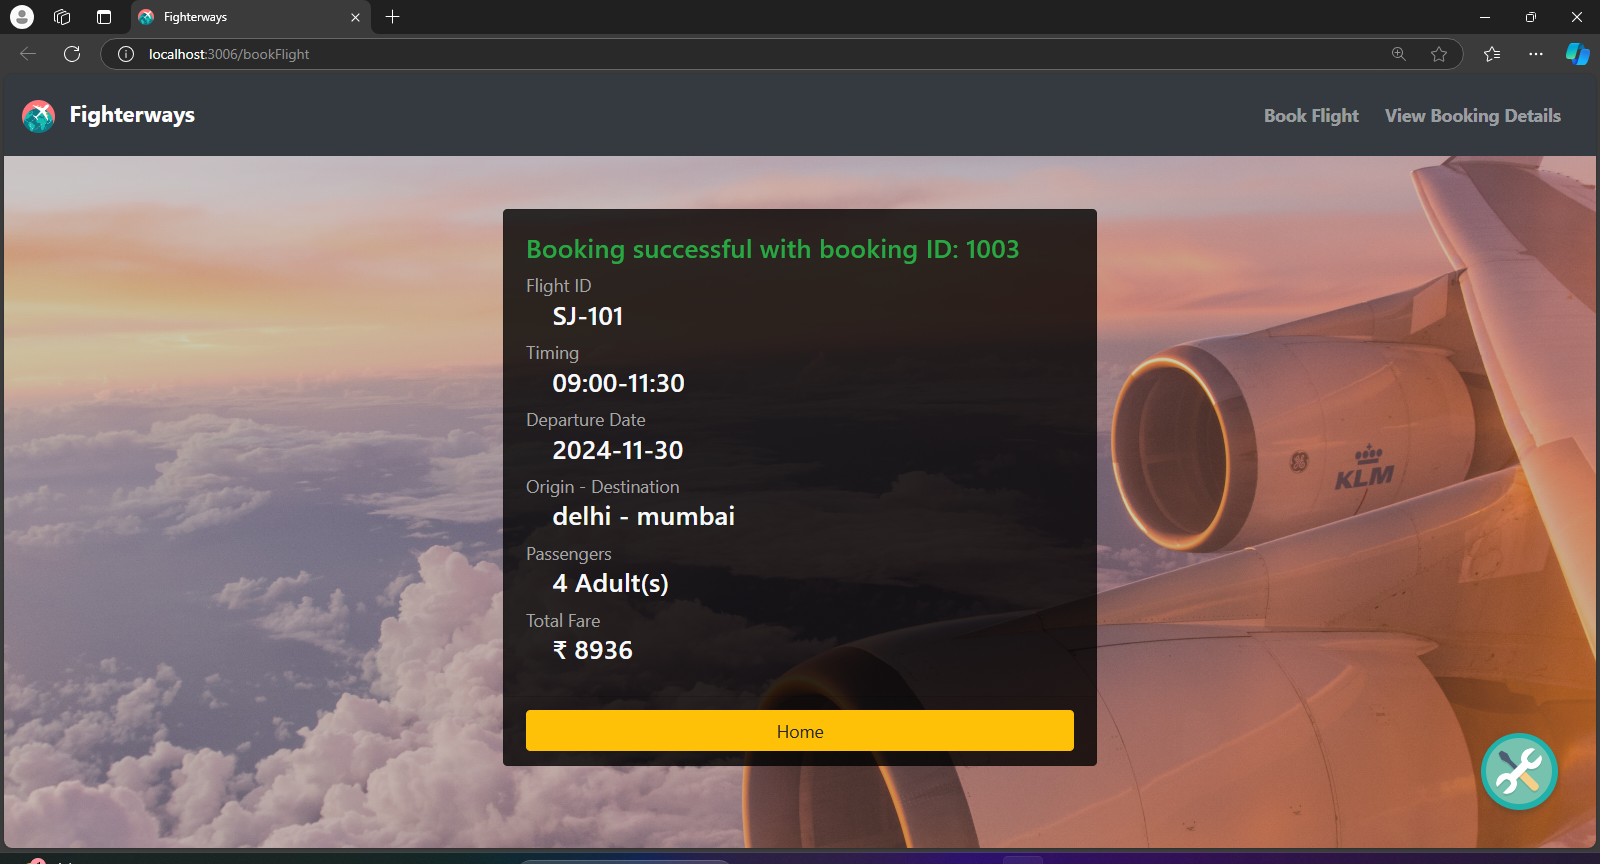 Fighterways
localhost:3006/bookFlight
Fighterways
Book Flight View Booking Details
Booking successful with booking ID: 1003
Flight ID
SJ-101
Timing
09:00-11:30
Departure Date
2024-11-30
Origin - Destination
delhi - mumbai
Passengers
4 Adult(s)
Total Fare
₹ 8936
Home
KLM